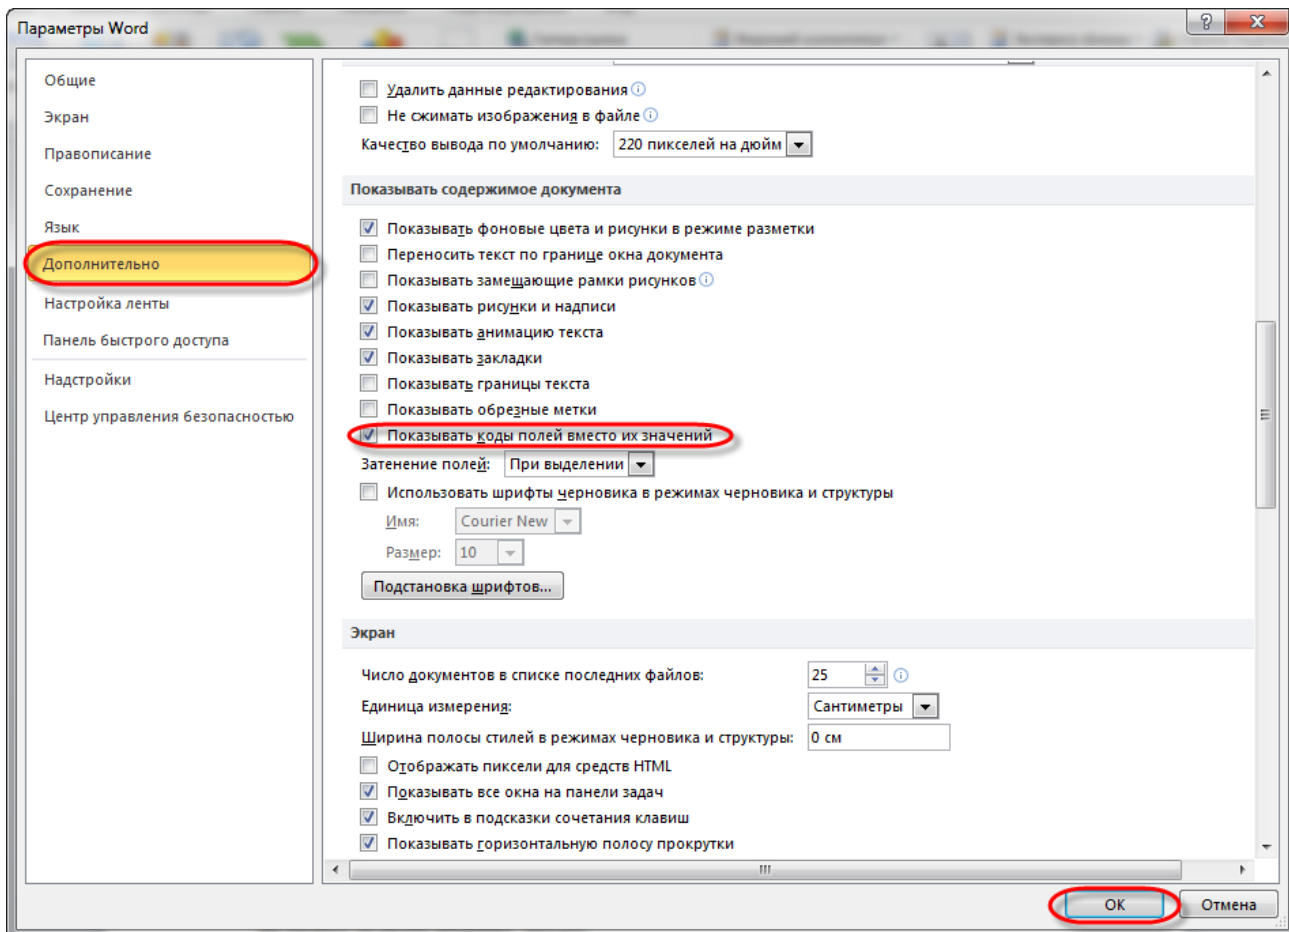 Параметры Word
Общие
Экран
Правописание
Сохранение
Язык
Дополнительно
Настройка ленты
Панель быстрого доступа
Надстройки
Центр управления безопасностью
Удалить данные редактирования
Не сжимать изображения в файле
Качество вывода по умолчанию: 220 пикселей на дюйм
Показывать содержимое документа
Показывать фоновые цвета и рисунки в режиме разметки
Переносить текст по границе окна документа
Показывать замещающие рамки рисунков
Показывать рисунки и надписи
Показывать анимацию текста
Показывать закладки
Показывать границы текста
Показывать обрезные метки
Показывать коды полей вместо их значений
Затенение полей: При выделении
Использовать шрифты черновика в режимах черновика и структуры
Имя: Courier New
Размер: 10
Подстановка шрифтов...
Экран
Число документов в списке последних файлов: 25
Единица измерения: Сантиметры
Ширина полосы стилей в режимах черновика и структуры: 0 см
Отображать пиксели для средств HTML
Показывать все окна на панели задач
Включить в подсказки сочетания клавиш
Показывать горизонтальную полосу прокрутки
ОК Отмена